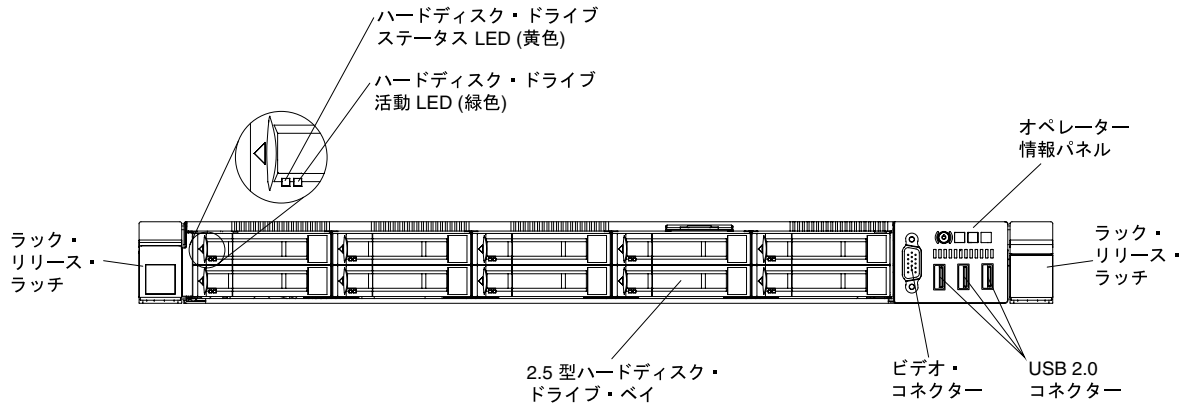 ハードディスク・ドライブ
ステータス LED (黄色)
ハードディスク・ドライブ
活動 LED (緑色)
オペレーター
情報パネル
ラック・
リリース・
ラッチ
ラック・
リリース・
ラッチ
2.5 型ハードディスク・
ドライブ・ベイ
ビデオ・
コネクター
USB 2.0
コネクター